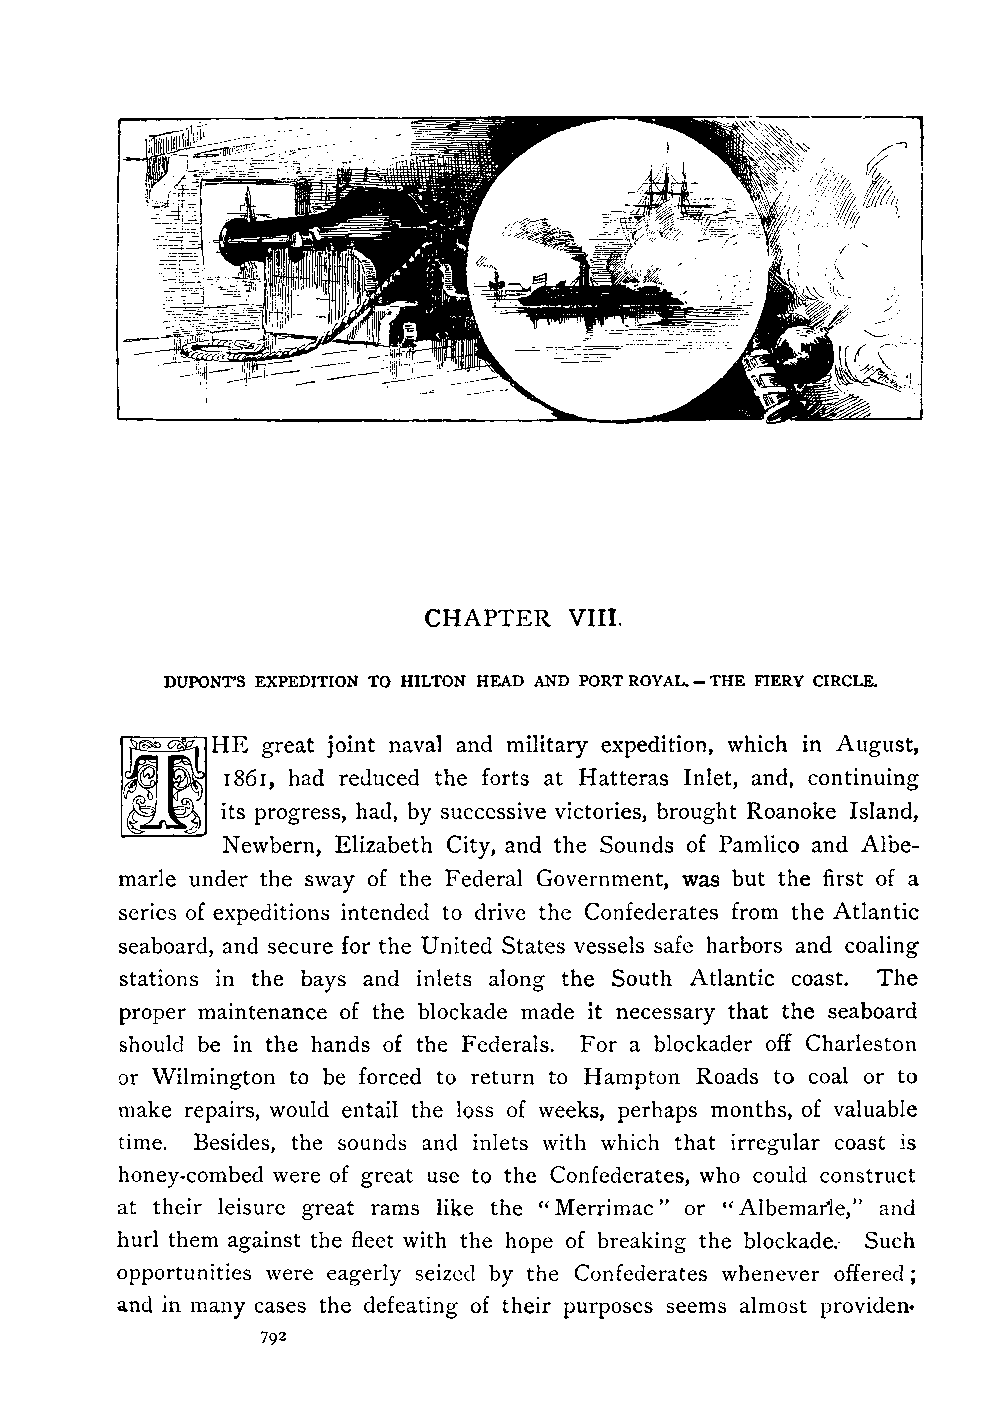 CHAPTER VIII.
DUPONT'S EXPEDITION TO HILTON HEAD AND PORT ROYAL. — THE FIERY CIRCLE.
THE great joint naval and military expedition, which in August,
1861, had reduced the forts at Hatteras Inlet, and, continuing
its progress, had, by successive victories, brought Roanoke Island,
Newbern, Elizabeth City, and the Sounds of Pamlico and Albe-
marle under the sway of the Federal Government, was but the first of a
series of expeditions intended to drive the Confederates from the Atlantic
seaboard, and secure for the United States vessels safe harbors and coaling
stations in the bays and inlets along the South Atlantic coast. The
proper maintenance of the blockade made it necessary that the seaboard
should be in the hands of the Federals. For a blockader off Charleston
or Wilmington to be forced to return to Hampton Roads to coal or to
make repairs, would entail the loss of weeks, perhaps months, of valuable
time. Besides, the sounds and inlets with which that irregular coast is
honey-combed were of great use to the Confederates, who could construct
at their leisure great rams like the "Merrimac" or "Albemarle," and
hurl them against the fleet with the hope of breaking the blockade. Such
opportunities were eagerly seized by the Confederates whenever offered;
and in many cases the defeating of their purposes seems almost providen-
792